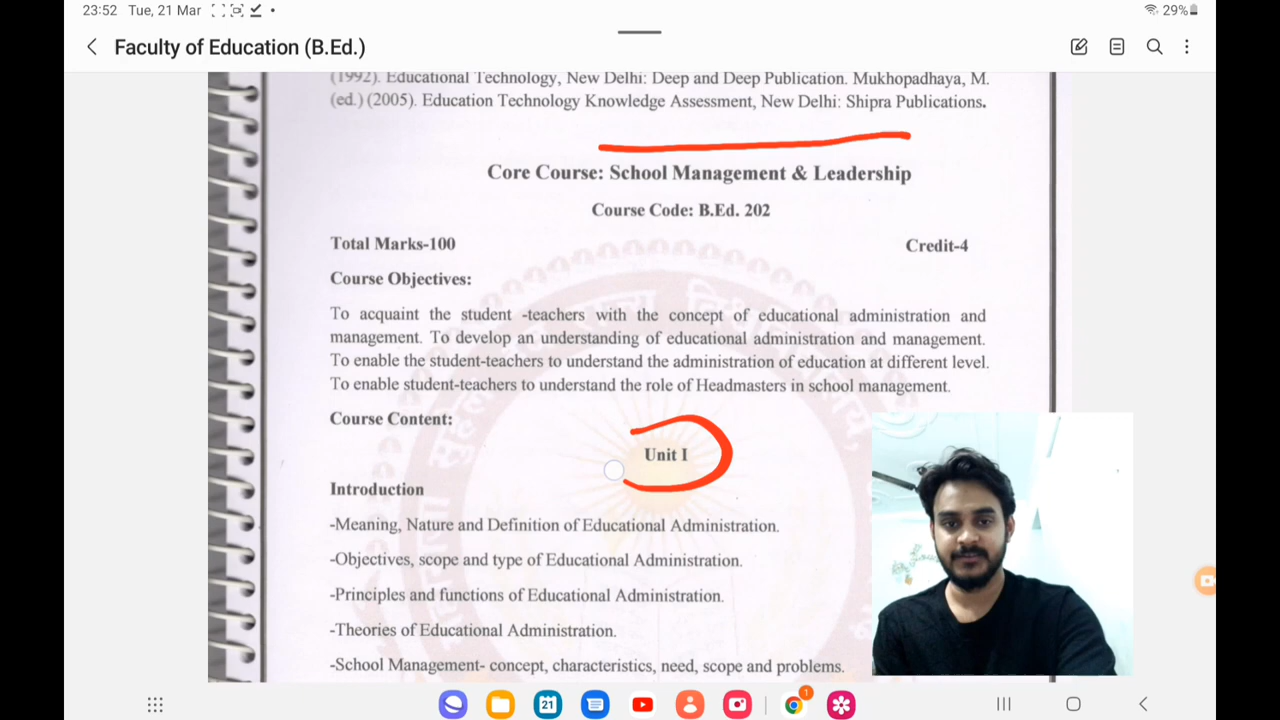 23:52 Tue, 21 Mar
29%
Faculty of Education (B.Ed.)
(1992). Educational Technology, New Delhi: Deep and Deep Publication. Mukhopadhaya, M.
(ed.) (2005). Education Technology Knowledge Assessment, New Delhi: Shipra Publications.
Core Course: School Management & Leadership
Course Code: B.Ed. 202
Total Marks-100 Credit-4
Course Objectives:
To acquaint the student -teachers with the concept of educational administration and
management. To develop an understanding of educational administration and management.
To enable the student-teachers to understand the administration of education at different level.
To enable student-teachers to understand the role of Headmasters in school management.
Course Content:
Unit I
Introduction
-Meaning, Nature and Definition of Educational Administration.
-Objectives, scope and type of Educational Administration.
-Principles and functions of Educational Administration.
-Theories of Educational Administration.
-School Management- concept, characteristics, need, scope and problems.
21
1